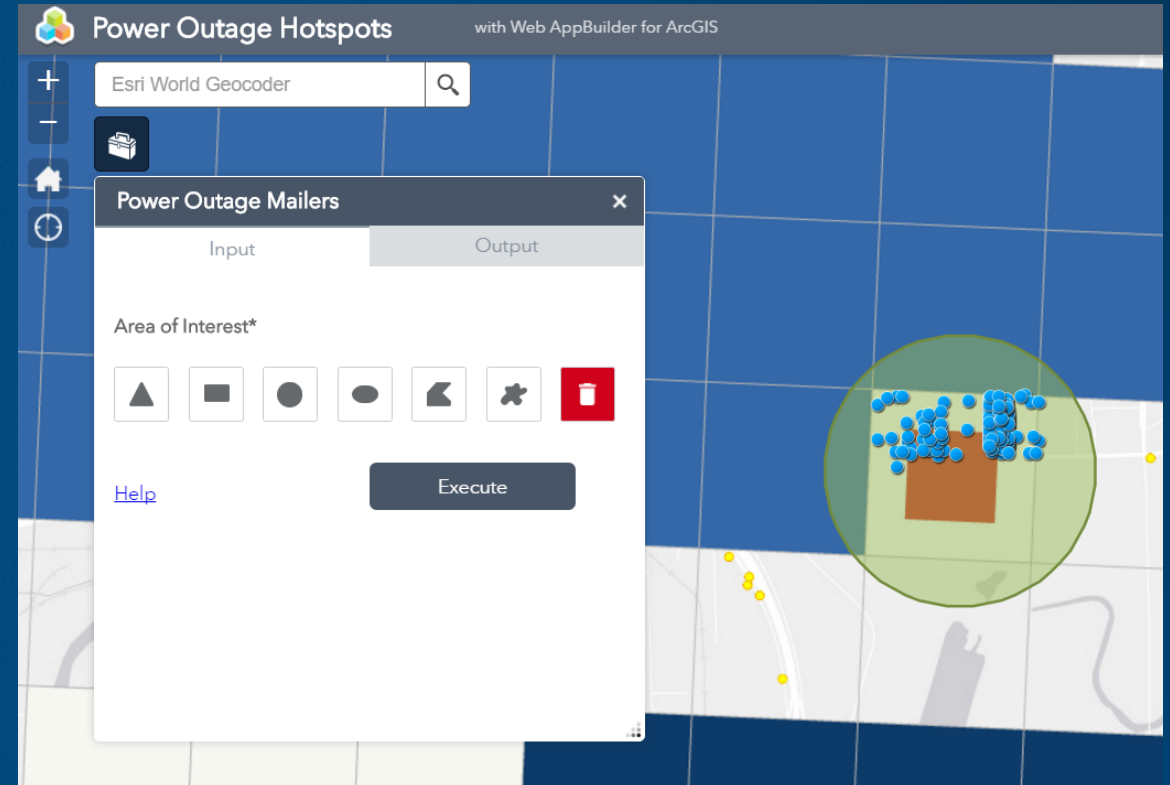 Power Outage Hotspots with Web AppBuilder for ArcGIS
Esri World Geocoder
Power Outage Mailers
Input Output
Area of Interest*
Help Execute